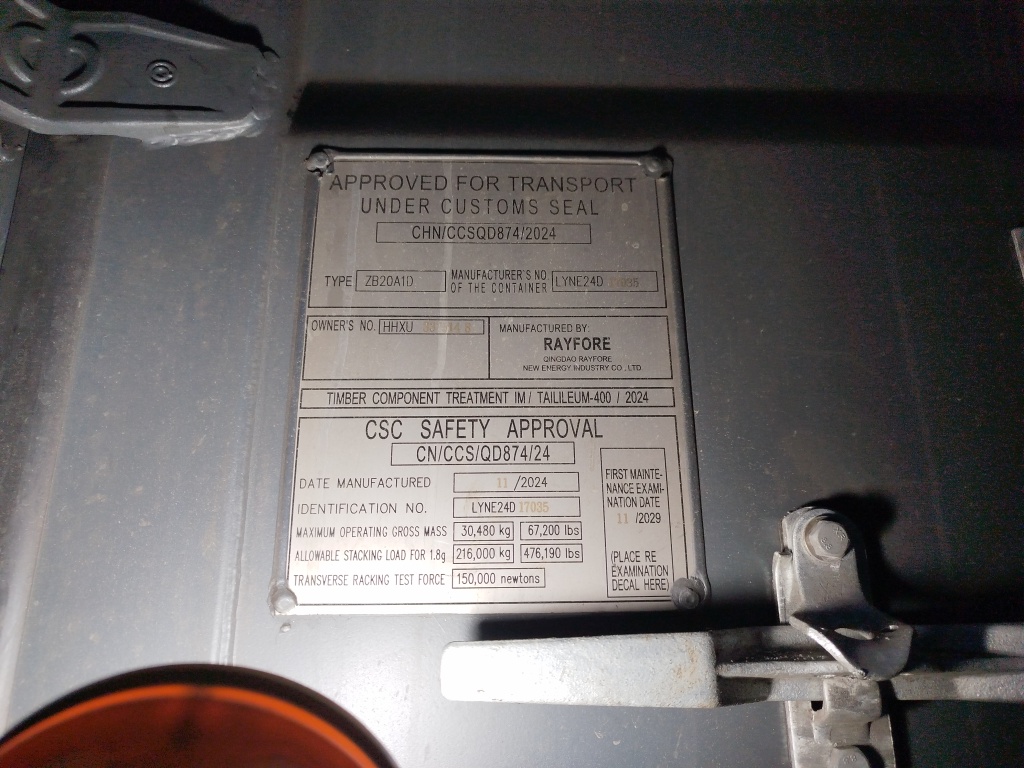 APPROVED FOR TRANSPORT
UNDER CUSTOMS SEAL
CHN/CCSQD874/2024
TYPE ZB20A1D
MANUFACTURER'S NO
OF THE CONTAINER
LYNE24D 17035
OWNER'S NO. HHXU
MANUFACTURED BY:
RAYFORE
QINGDAO RAYFORE
NEW ENERGY INDUSTRY CO., LTD
TIMBER COMPONENT TREATMENT IM / TAILILEUM-400 / 2024
CSC SAFETY APPROVAL
CN/CCS/QD874/24
DATE MANUFACTURED 11 /2024
IDENTIFICATION NO. LYNE24D 17035
MAXIMUM OPERATING GROSS MASS 30,480 kg 67,200 lbs
ALLOWABLE STACKING LOAD FOR 1.8g 216,000 kg 476,190 lbs
TRANSVERSE RACKING TEST FORCE 150,000 newtons
FIRST MAINTE-
NANCE EXAMI-
NATION DATE
11 /2029
(PLACE RE
EXAMINATION
DECAL HERE)